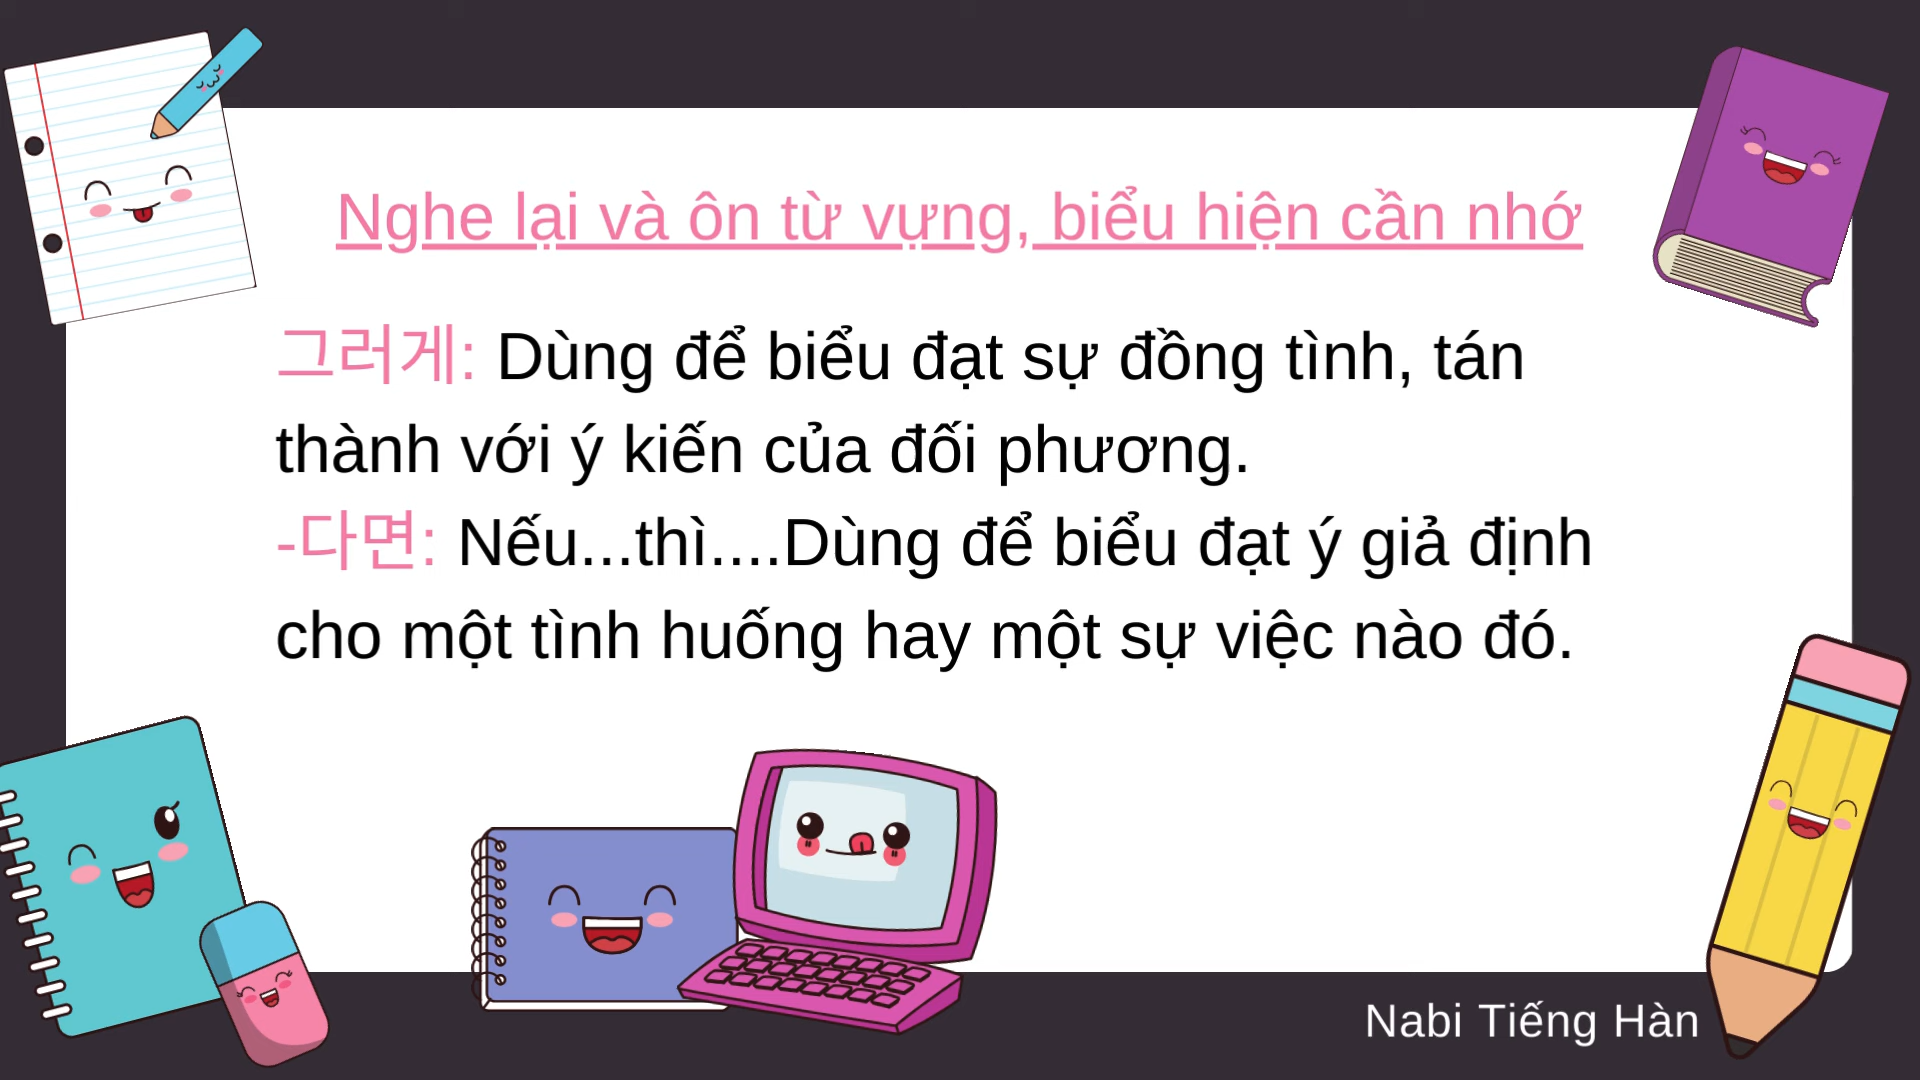 Nghe lại và ôn từ vựng, biểu hiện cần nhớ
그러게: Dùng để biểu đạt sự đồng tình, tán
thành với ý kiến của đối phương.
-다면: Nếu...thì....Dùng để biểu đạt ý giả định
cho một tình huống hay một sự việc nào đó.
Nabi Tiếng Hàn